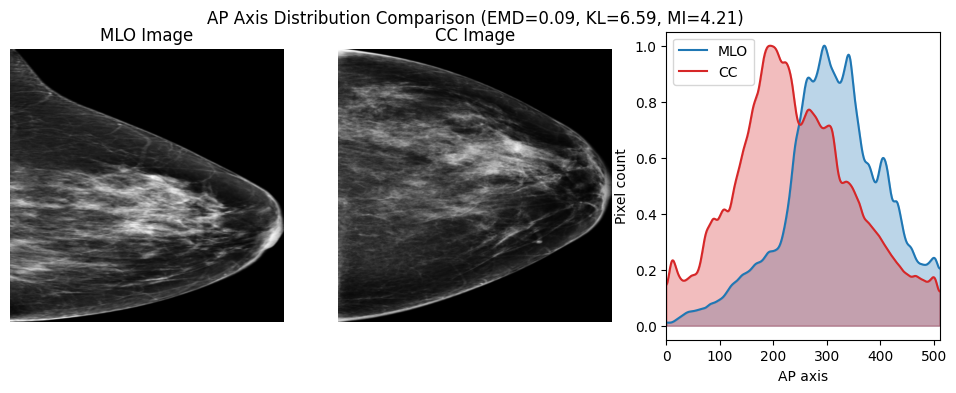 AP Axis Distribution Comparison (EMD=0.09, KL=6.59, MI=4.21)
MLO Image
CC Image
MLO
CC
Pixel count
1.0
0.8
0.6
0.4
0.2
0.0
0 100 200 300 400 500
AP axis